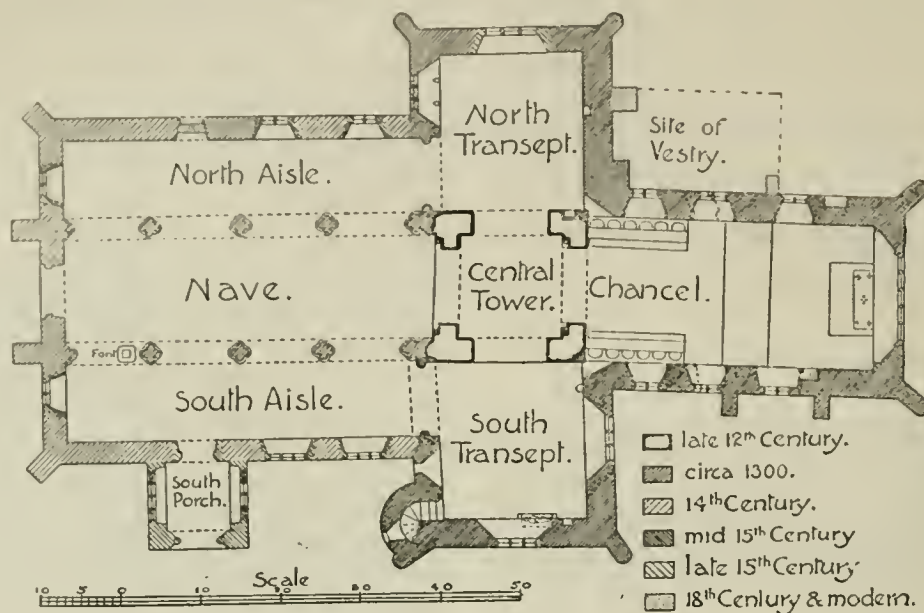 North
Transept.
Site of
Vestry.
North Aisle.
Nave.
Central
Tower.
Chancel.
Font
South Aisle.
South
Transept.
South
Porch.
late 12th Century.
circa 1300.
14th Century.
mid 15th Century
late 15th Century
18th Century & modern.
Scale
10 5 0 10 20 30 40 50